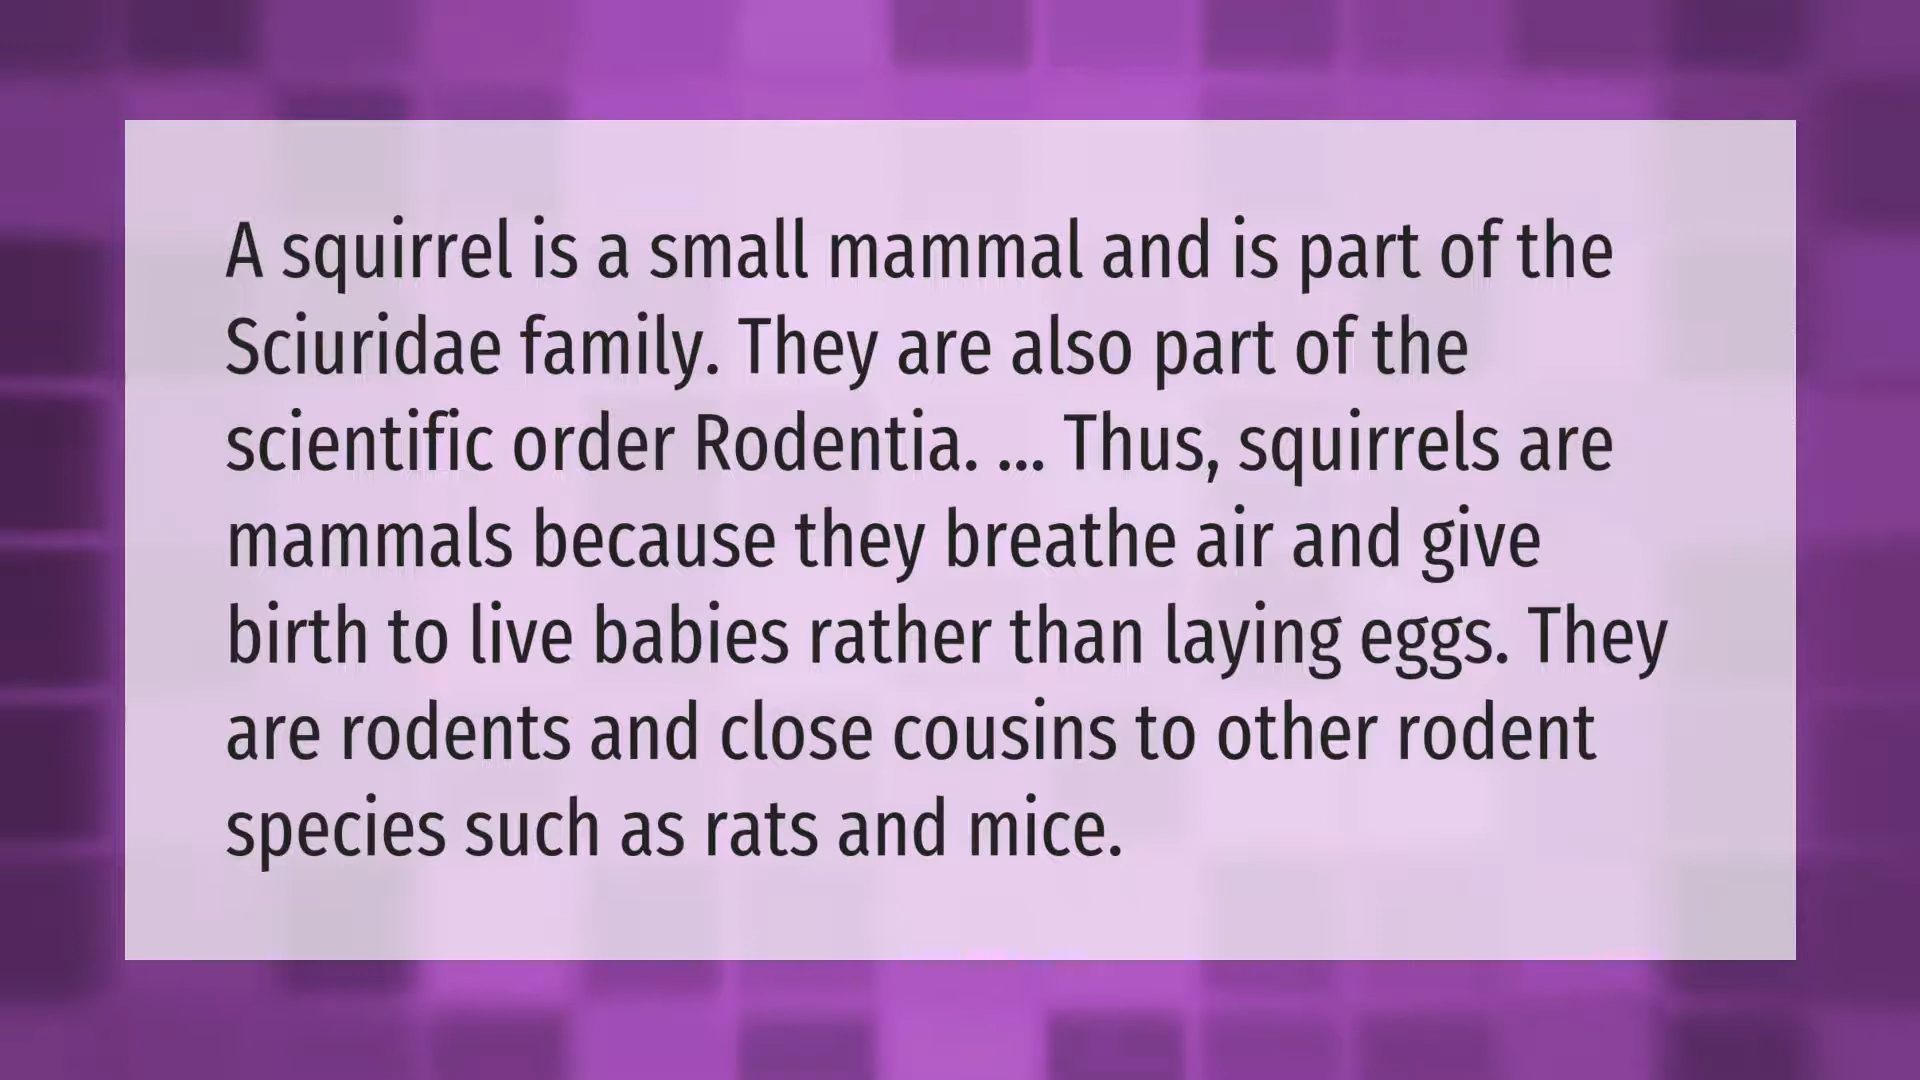 A squirrel is a small mammal and is part of the
Sciuridae family. They are also part of the
scientific order Rodentia. ... Thus, squirrels are
mammals because they breathe air and give
birth to live babies rather than laying eggs. They
are rodents and close cousins to other rodent
species such as rats and mice.